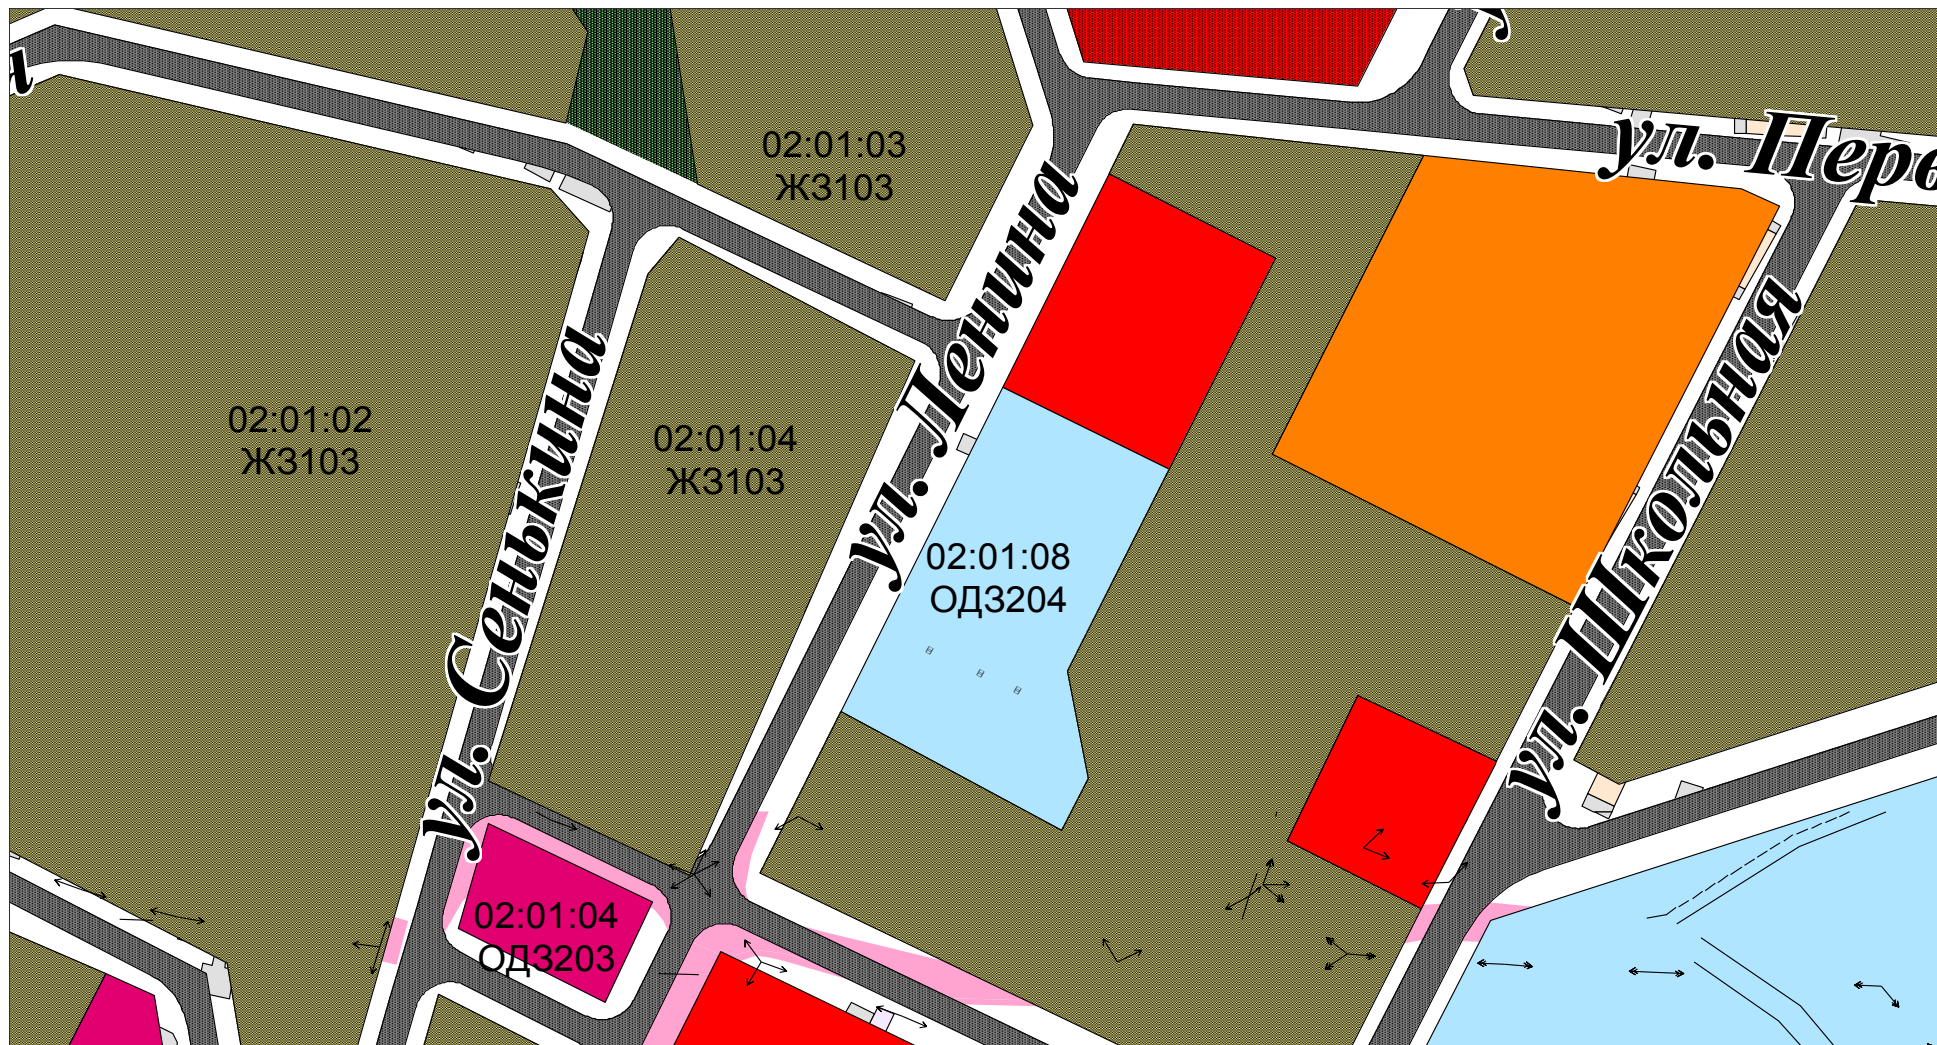 я
02:01:03
ЖЗ103
ул. Перв
ул. Ленина
02:01:02
ЖЗ103
02:01:04
ЖЗ103
ул. Сенькина
ул. Школьная
02:01:08
ОДЗ204
02:01:04
ОДЗ203